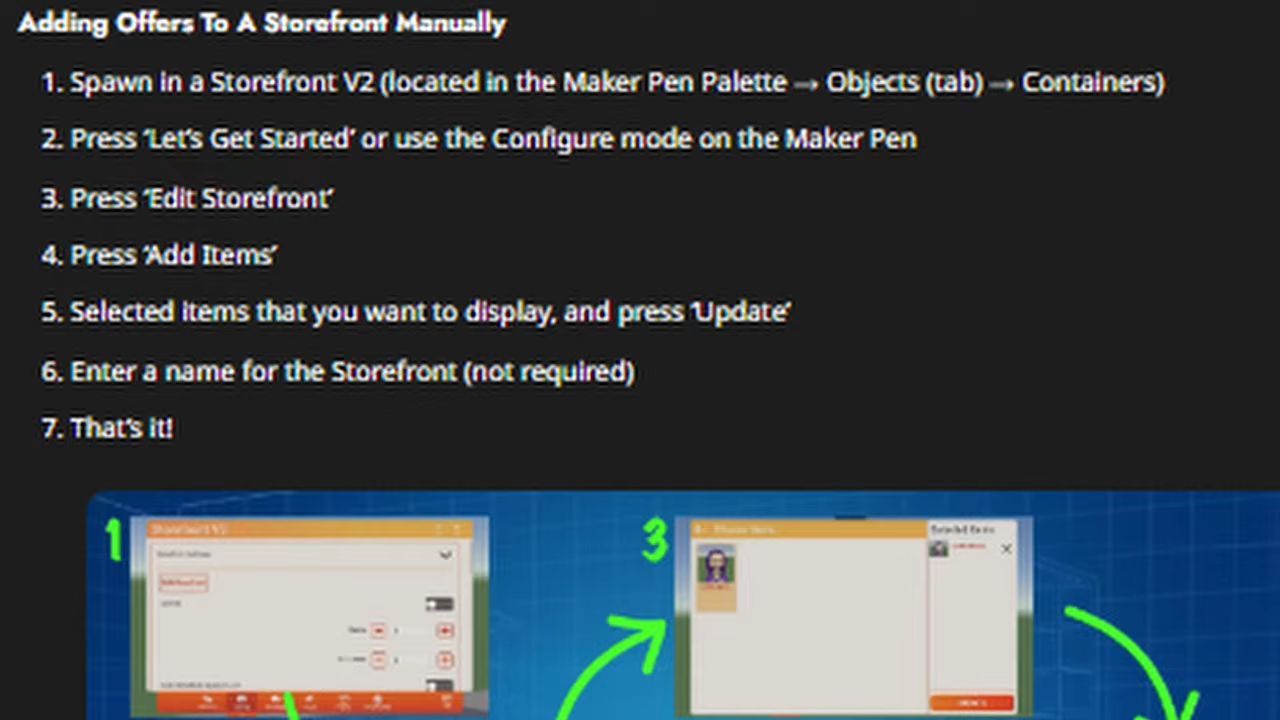 Adding Offers To A Storefront Manually
1. Spawn in a Storefront V2 (located in the Maker Pen Palette → Objects (tab) → Containers)
2. Press ‘Let’s Get Started’ or use the Configure mode on the Maker Pen
3. Press ‘Edit Storefront’
4. Press ‘Add Items’
5. Selected items that you want to display, and press ‘Update’
6. Enter a name for the Storefront (not required)
7. That’s it!
1
3
Storefront V2
Selected Items